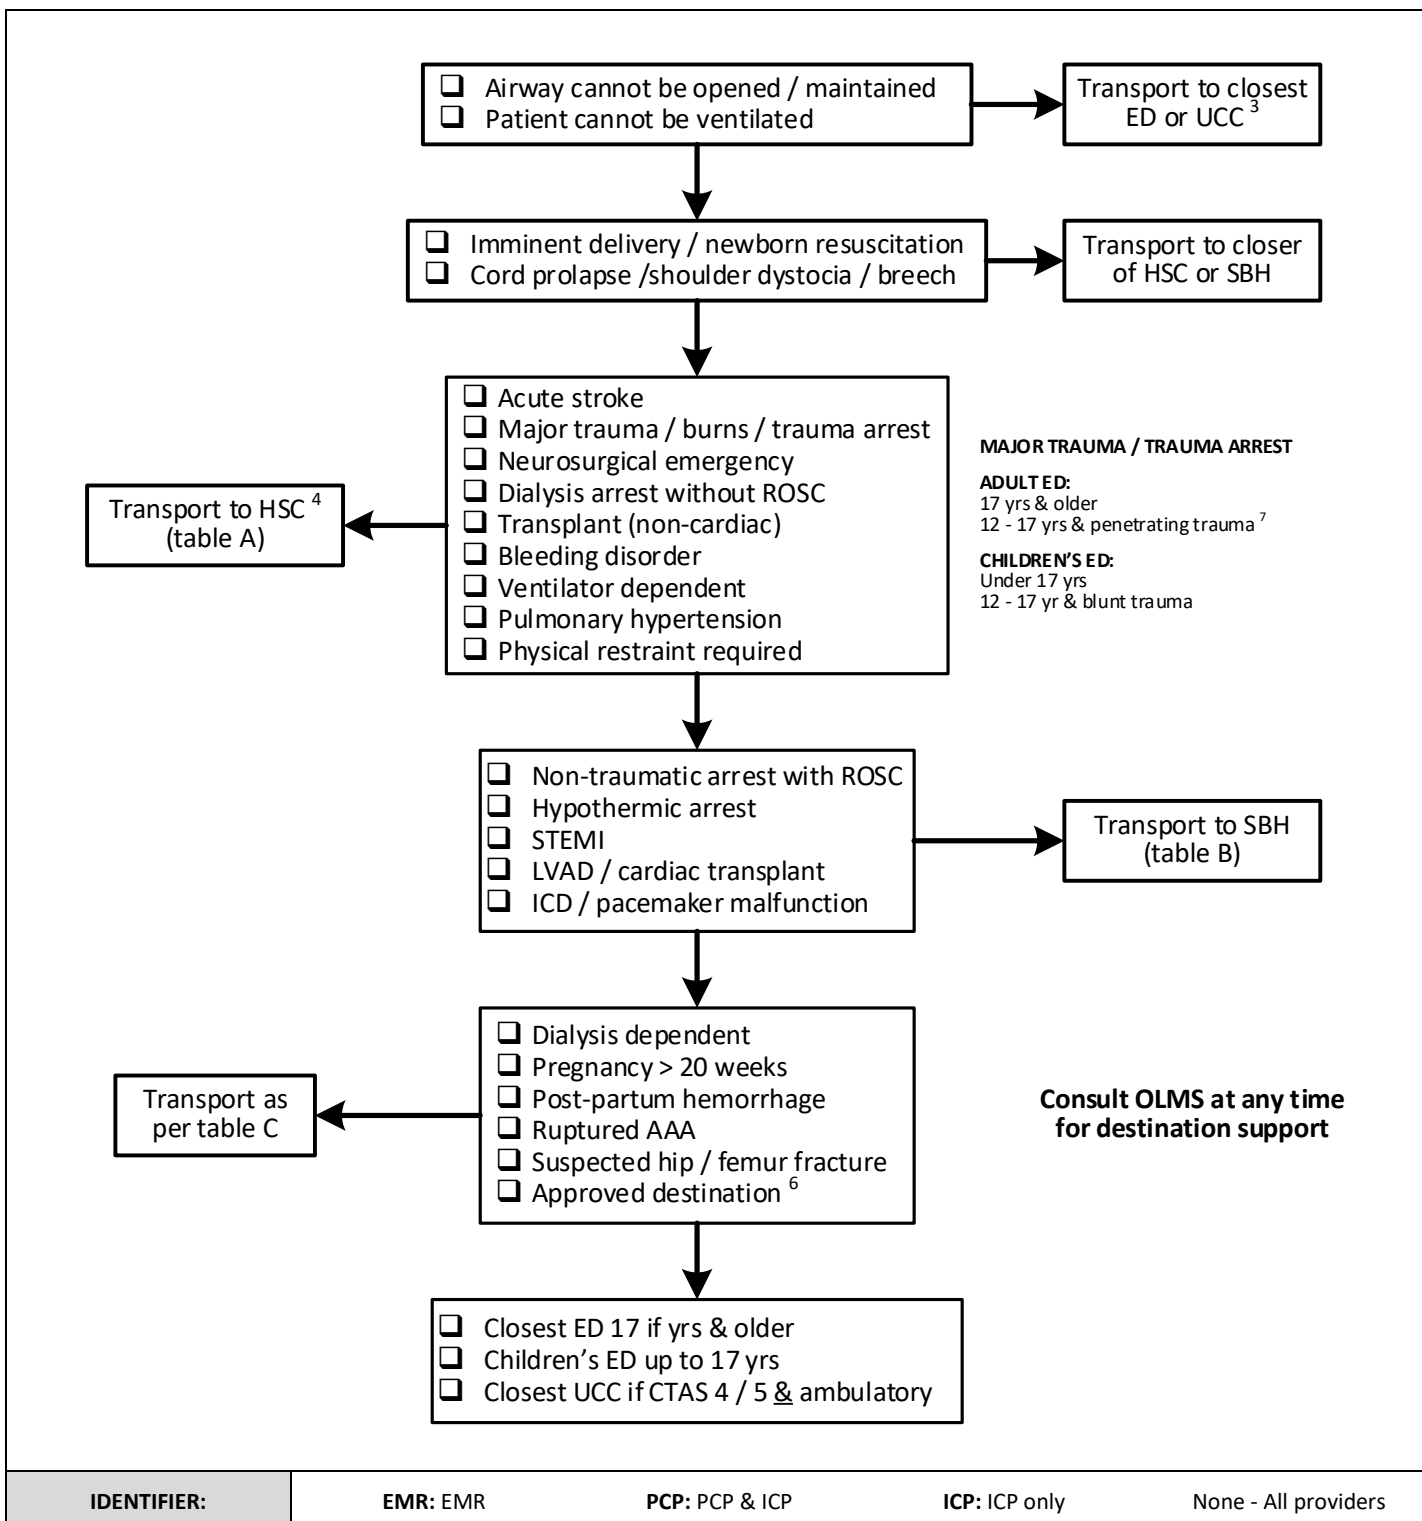 ❑ Airway cannot be opened / maintained
❑ Patient cannot be ventilated
Transport to closest
ED or UCC ³
❑ Imminent delivery / newborn resuscitation
❑ Cord prolapse /shoulder dystocia / breech
Transport to closer
of HSC or SBH
❑ Acute stroke
❑ Major trauma / burns / trauma arrest
❑ Neurosurgical emergency
❑ Dialysis arrest without ROSC
❑ Transplant (non-cardiac)
❑ Bleeding disorder
❑ Ventilator dependent
❑ Pulmonary hypertension
❑ Physical restraint required
Transport to HSC ⁴
(table A)
MAJOR TRAUMA / TRAUMA ARREST
ADULT ED:
17 yrs & older
12 - 17 yrs & penetrating trauma ⁷
CHILDREN'S ED:
Under 17 yrs
12 - 17 yr & blunt trauma
❑ Non-traumatic arrest with ROSC
❑ Hypothermic arrest
❑ STEMI
❑ LVAD / cardiac transplant
❑ ICD / pacemaker malfunction
Transport to SBH
(table B)
❑ Dialysis dependent
❑ Pregnancy > 20 weeks
❑ Post-partum hemorrhage
❑ Ruptured AAA
❑ Suspected hip / femur fracture
❑ Approved destination ⁶
Transport as
per table C
Consult OLMS at any time
for destination support
❑ Closest ED 17 if yrs & older
❑ Children's ED up to 17 yrs
❑ Closest UCC if CTAS 4 / 5 & ambulatory
IDENTIFIER: EMR: EMR PCP: PCP & ICP ICP: ICP only None - All providers